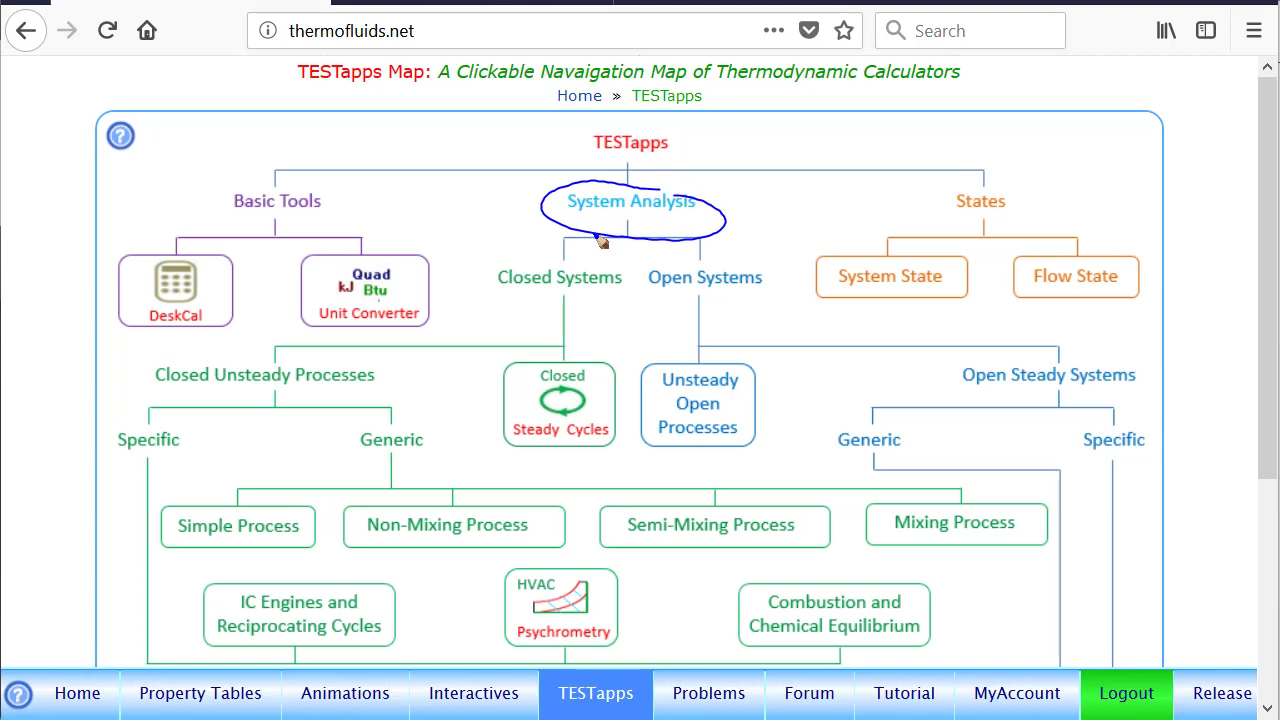 thermofluids.net
Search
TESTapps Map: A Clickable Navaigation Map of Thermodynamic Calculators
Home » TESTapps
TESTapps
Basic Tools
System Analysis
States
DeskCal
Quad
kJ Btu
Unit Converter
Closed Systems
Open Systems
System State
Flow State
Closed Unsteady Processes
Closed
Steady Cycles
Unsteady
Open
Processes
Open Steady Systems
Specific
Generic
Generic
Specific
Simple Process
Non-Mixing Process
Semi-Mixing Process
Mixing Process
IC Engines and
Reciprocating Cycles
HVAC
Psychrometry
Combustion and
Chemical Equilibrium
Home
Property Tables
Animations
Interactives
TESTapps
Problems
Forum
Tutorial
MyAccount
Logout
Release